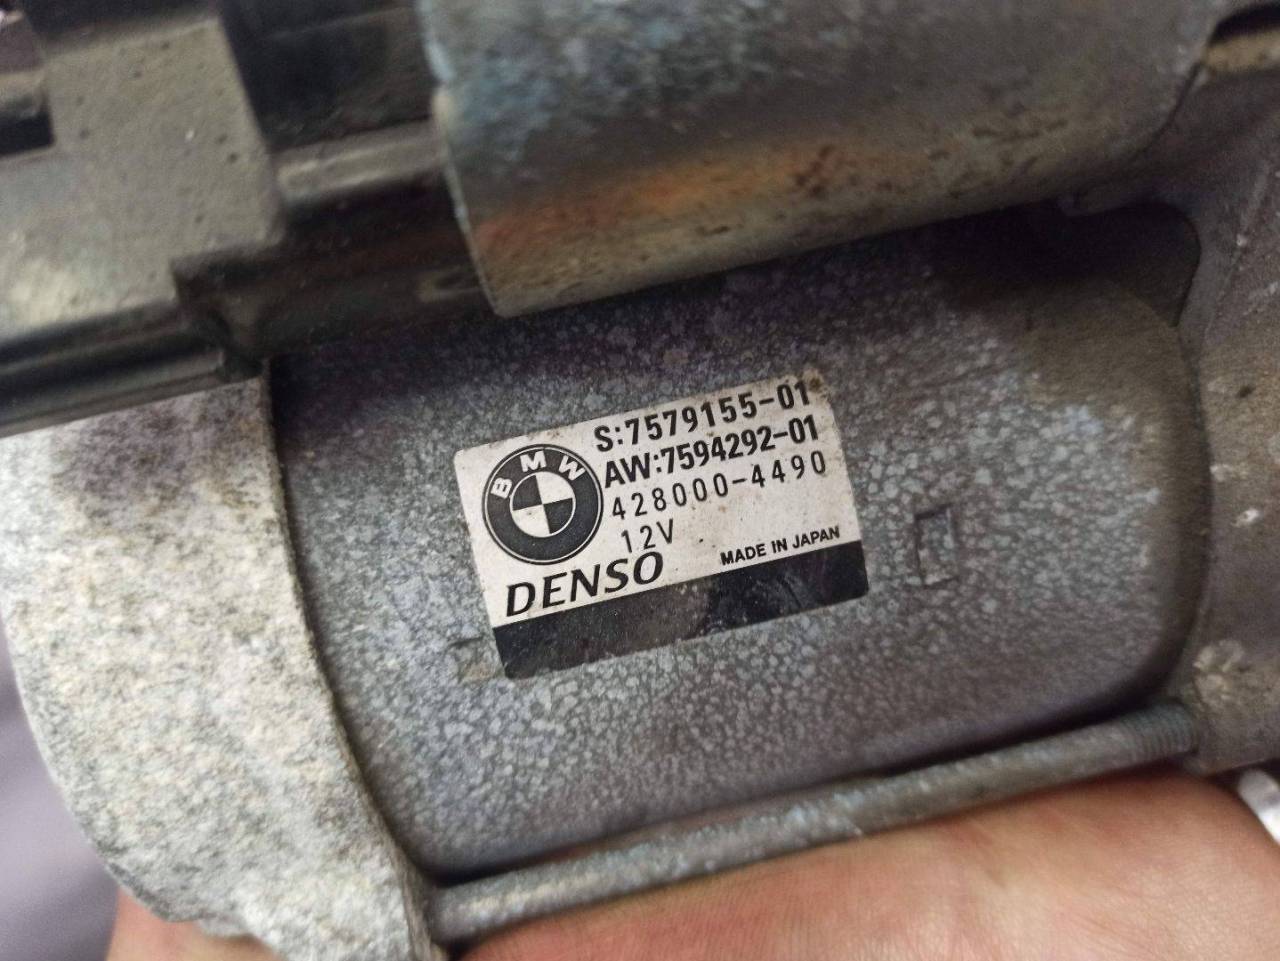 S:7579155-01
AW:7594292-01
BMW
428000-4490
12V
DENSO
MADE IN JAPAN